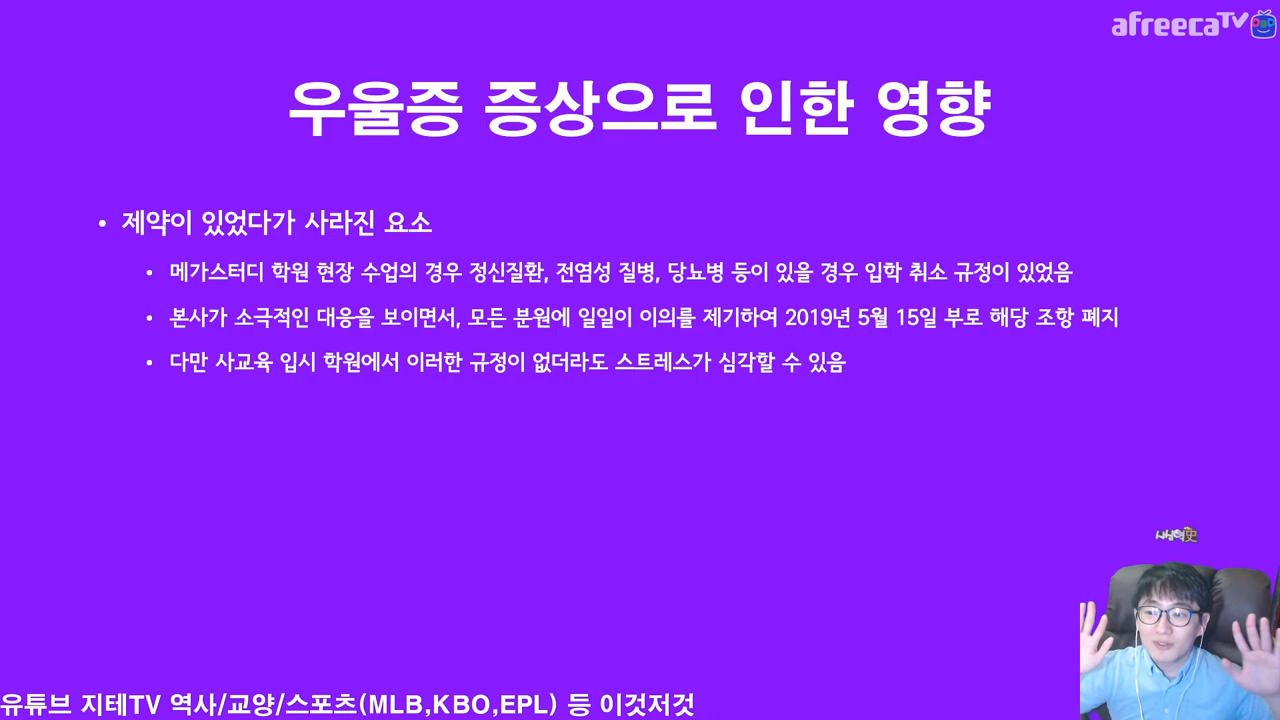 afreecaTV
우울증 증상으로 인한 영향
• 제약이 있었다가 사라진 요소
• 메가스터디 학원 현장 수업의 경우 정신질환, 전염성 질병, 당뇨병 등이 있을 경우 입학 취소 규정이 있었음
• 본사가 소극적인 대응을 보이면서, 모든 분원에 일일이 이의를 제기하여 2019년 5월 15일 부로 해당 조항 폐지
• 다만 사교육 입시 학원에서 이러한 규정이 없더라도 스트레스가 심각할 수 있음
유튜브 지테TV 역사/교양/스포츠(MLB,KBO,EPL) 등 이것저것